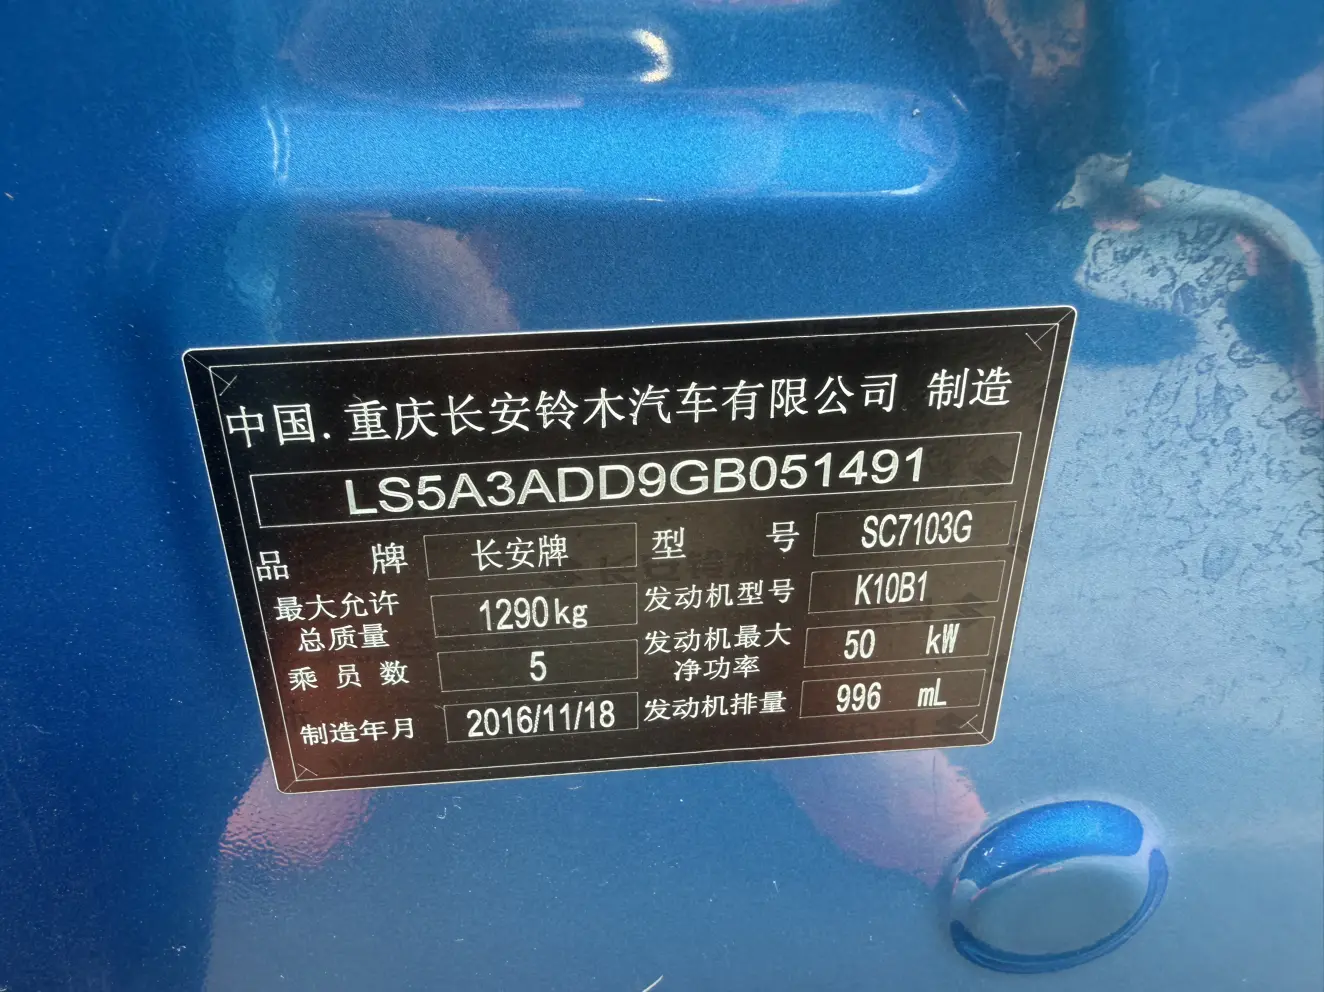 中国.重庆长安铃木汽车有限公司 制造
LS5A3ADD9GB051491
品牌 长安牌 型号 SC7103G
最大允许总质量 1290kg 发动机型号 K10B1
乘员数 5 发动机最大净功率 50 kW
制造年月 2016/11/18 发动机排量 996 mL